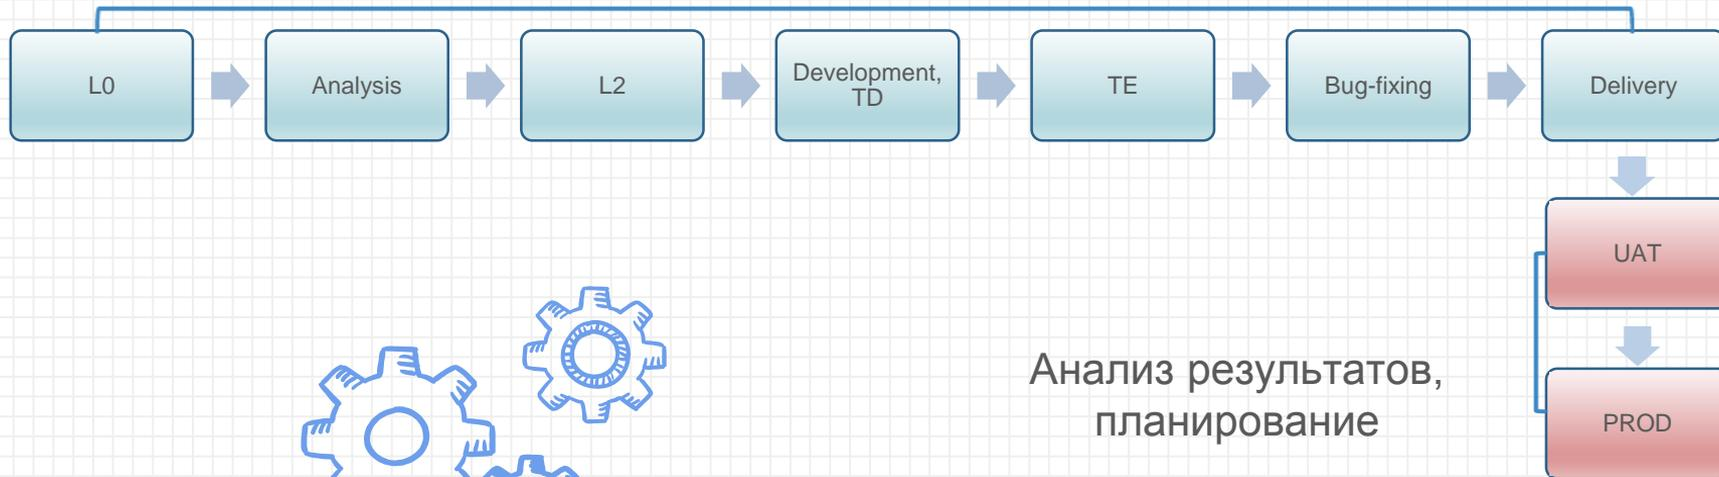 L0
Analysis
L2
Development,
TD
TE
Bug-fixing
Delivery
UAT
Анализ результатов,
планирование
PROD